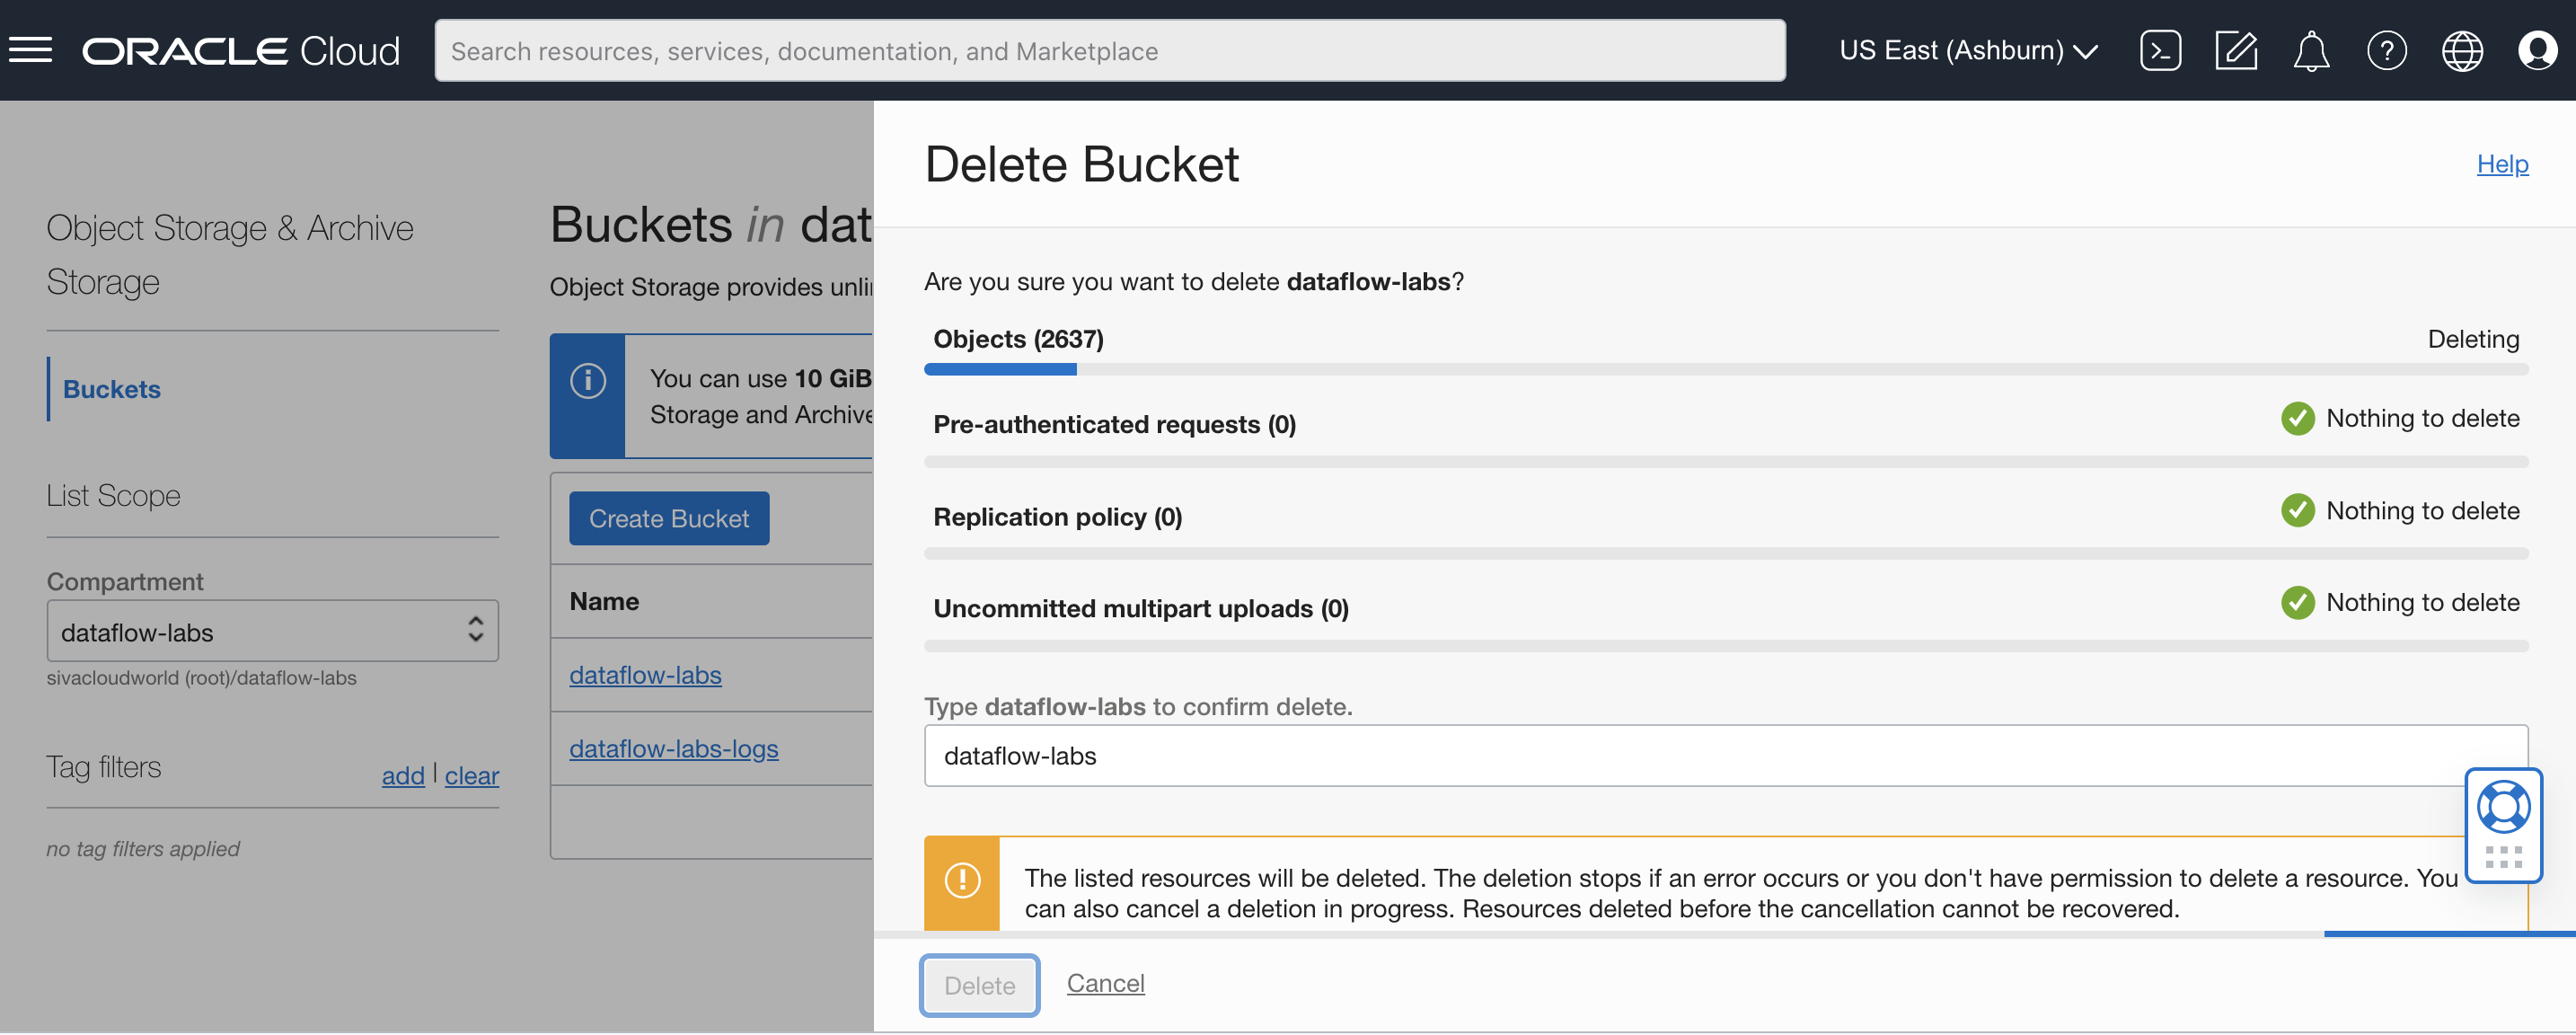 ORACLE Cloud
Search resources, services, documentation, and Marketplace
US East (Ashburn)
Object Storage & Archive
Storage
Buckets
List Scope
Compartment
dataflow-labs
sivacloudworld (root)/dataflow-labs
Tag filters
add | clear
no tag filters applied
Buckets in dat
Object Storage provides unli
You can use 10 GiB
Storage and Archive
Create Bucket
Name
dataflow-labs
dataflow-labs-logs
Delete Bucket
Help
Are you sure you want to delete dataflow-labs?
Objects (2637)
Deleting
Pre-authenticated requests (0)
Nothing to delete
Replication policy (0)
Nothing to delete
Uncommitted multipart uploads (0)
Nothing to delete
Type dataflow-labs to confirm delete.
dataflow-labs
The listed resources will be deleted. The deletion stops if an error occurs or you don't have permission to delete a resource. You
can also cancel a deletion in progress. Resources deleted before the cancellation cannot be recovered.
Delete
Cancel